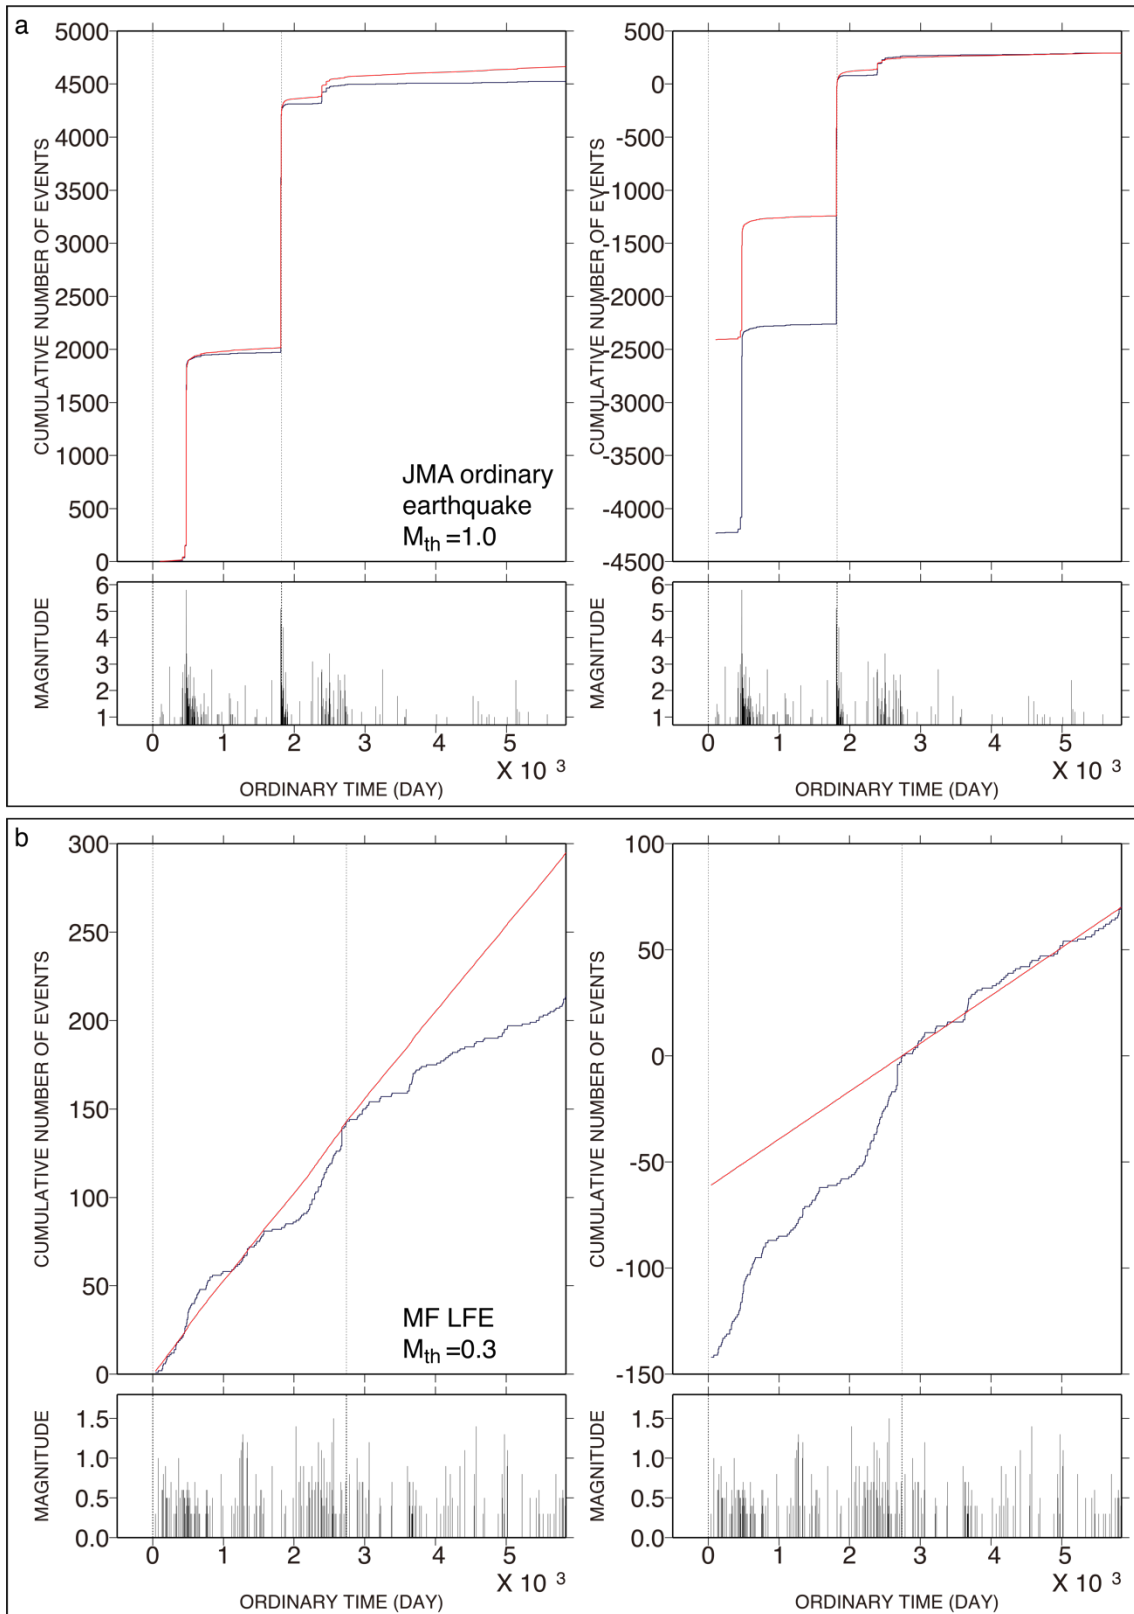 a
5000
4500
4000
3500
3000
2500
2000
1500
1000
500
0
CUMULATIVE NUMBER OF EVENTS
JMA ordinary
earthquake
Mth =1.0
6
5
4
3
2
1
MAGNITUDE
0 1 2 3 4 5
X 10 3
ORDINARY TIME (DAY)
500
0
-500
-1000
-1500
-2000
-2500
-3000
-3500
-4000
-4500
CUMULATIVE NUMBER OF EVENTS
6
5
4
3
2
1
MAGNITUDE
0 1 2 3 4 5
X 10 3
ORDINARY TIME (DAY)
b
300
250
200
150
100
50
0
CUMULATIVE NUMBER OF EVENTS
MF LFE
Mth =0.3
1.5
1.0
0.5
0.0
MAGNITUDE
0 1 2 3 4 5
X 10 3
ORDINARY TIME (DAY)
100
50
0
-50
-100
-150
CUMULATIVE NUMBER OF EVENTS
1.5
1.0
0.5
0.0
MAGNITUDE
0 1 2 3 4 5
X 10 3
ORDINARY TIME (DAY)